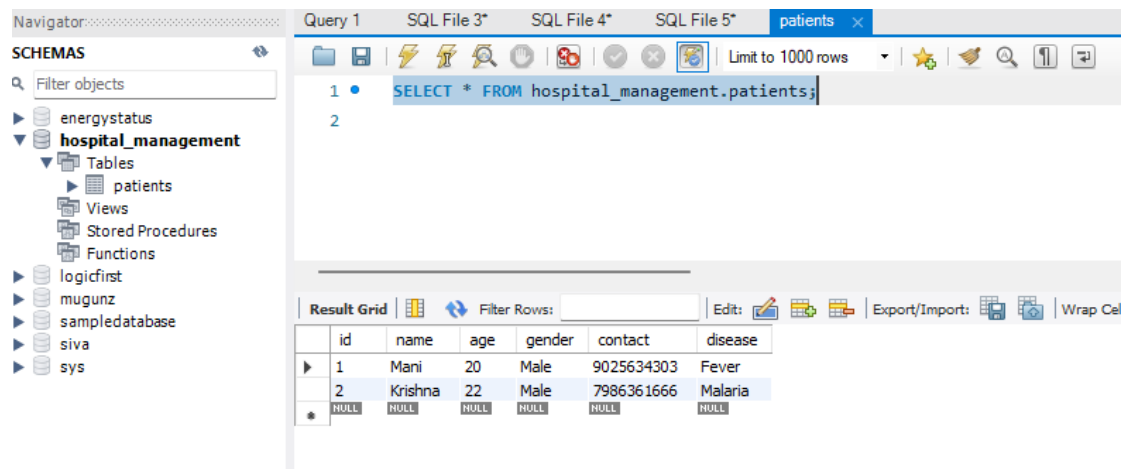 Navigator
SCHEMAS
Filter objects
energystatus
hospital_management
Tables
patients
Views
Stored Procedures
Functions
logicfirst
mugunz
sampledatabase
siva
sys
Query 1 SQL File 3* SQL File 4* SQL File 5* patients ×
Limit to 1000 rows
1 SELECT * FROM hospital_management.patients;
2
Result Grid Filter Rows: Edit: Export/Import: Wrap Cel
id name age gender contact disease
1 Mani 20 Male 9025634303 Fever
2 Krishna 22 Male 7986361666 Malaria
NULL NULL NULL NULL NULL NULL